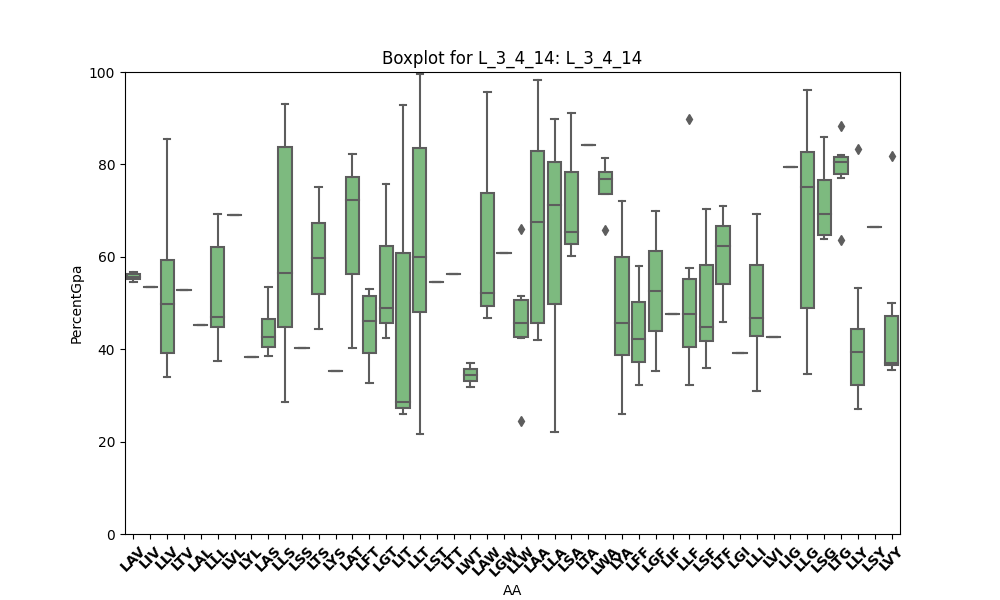 Boxplot for L_3_4_14: L_3_4_14
100
80
60
40
20
0
PercentGpa
LAV LIV LLV LTV LAL LLL LVL LYL LAS LLS LSS LTS LYS LAT LFT LGT LIT LLT LST LTT LWT LAW LGW LLW LAA LLA LSA LTA LWA LYA LFF LGF LIF LLF LSF LTF LGI LLI LVI LIG LLG LSG LTG LLY LSY LVY
AA